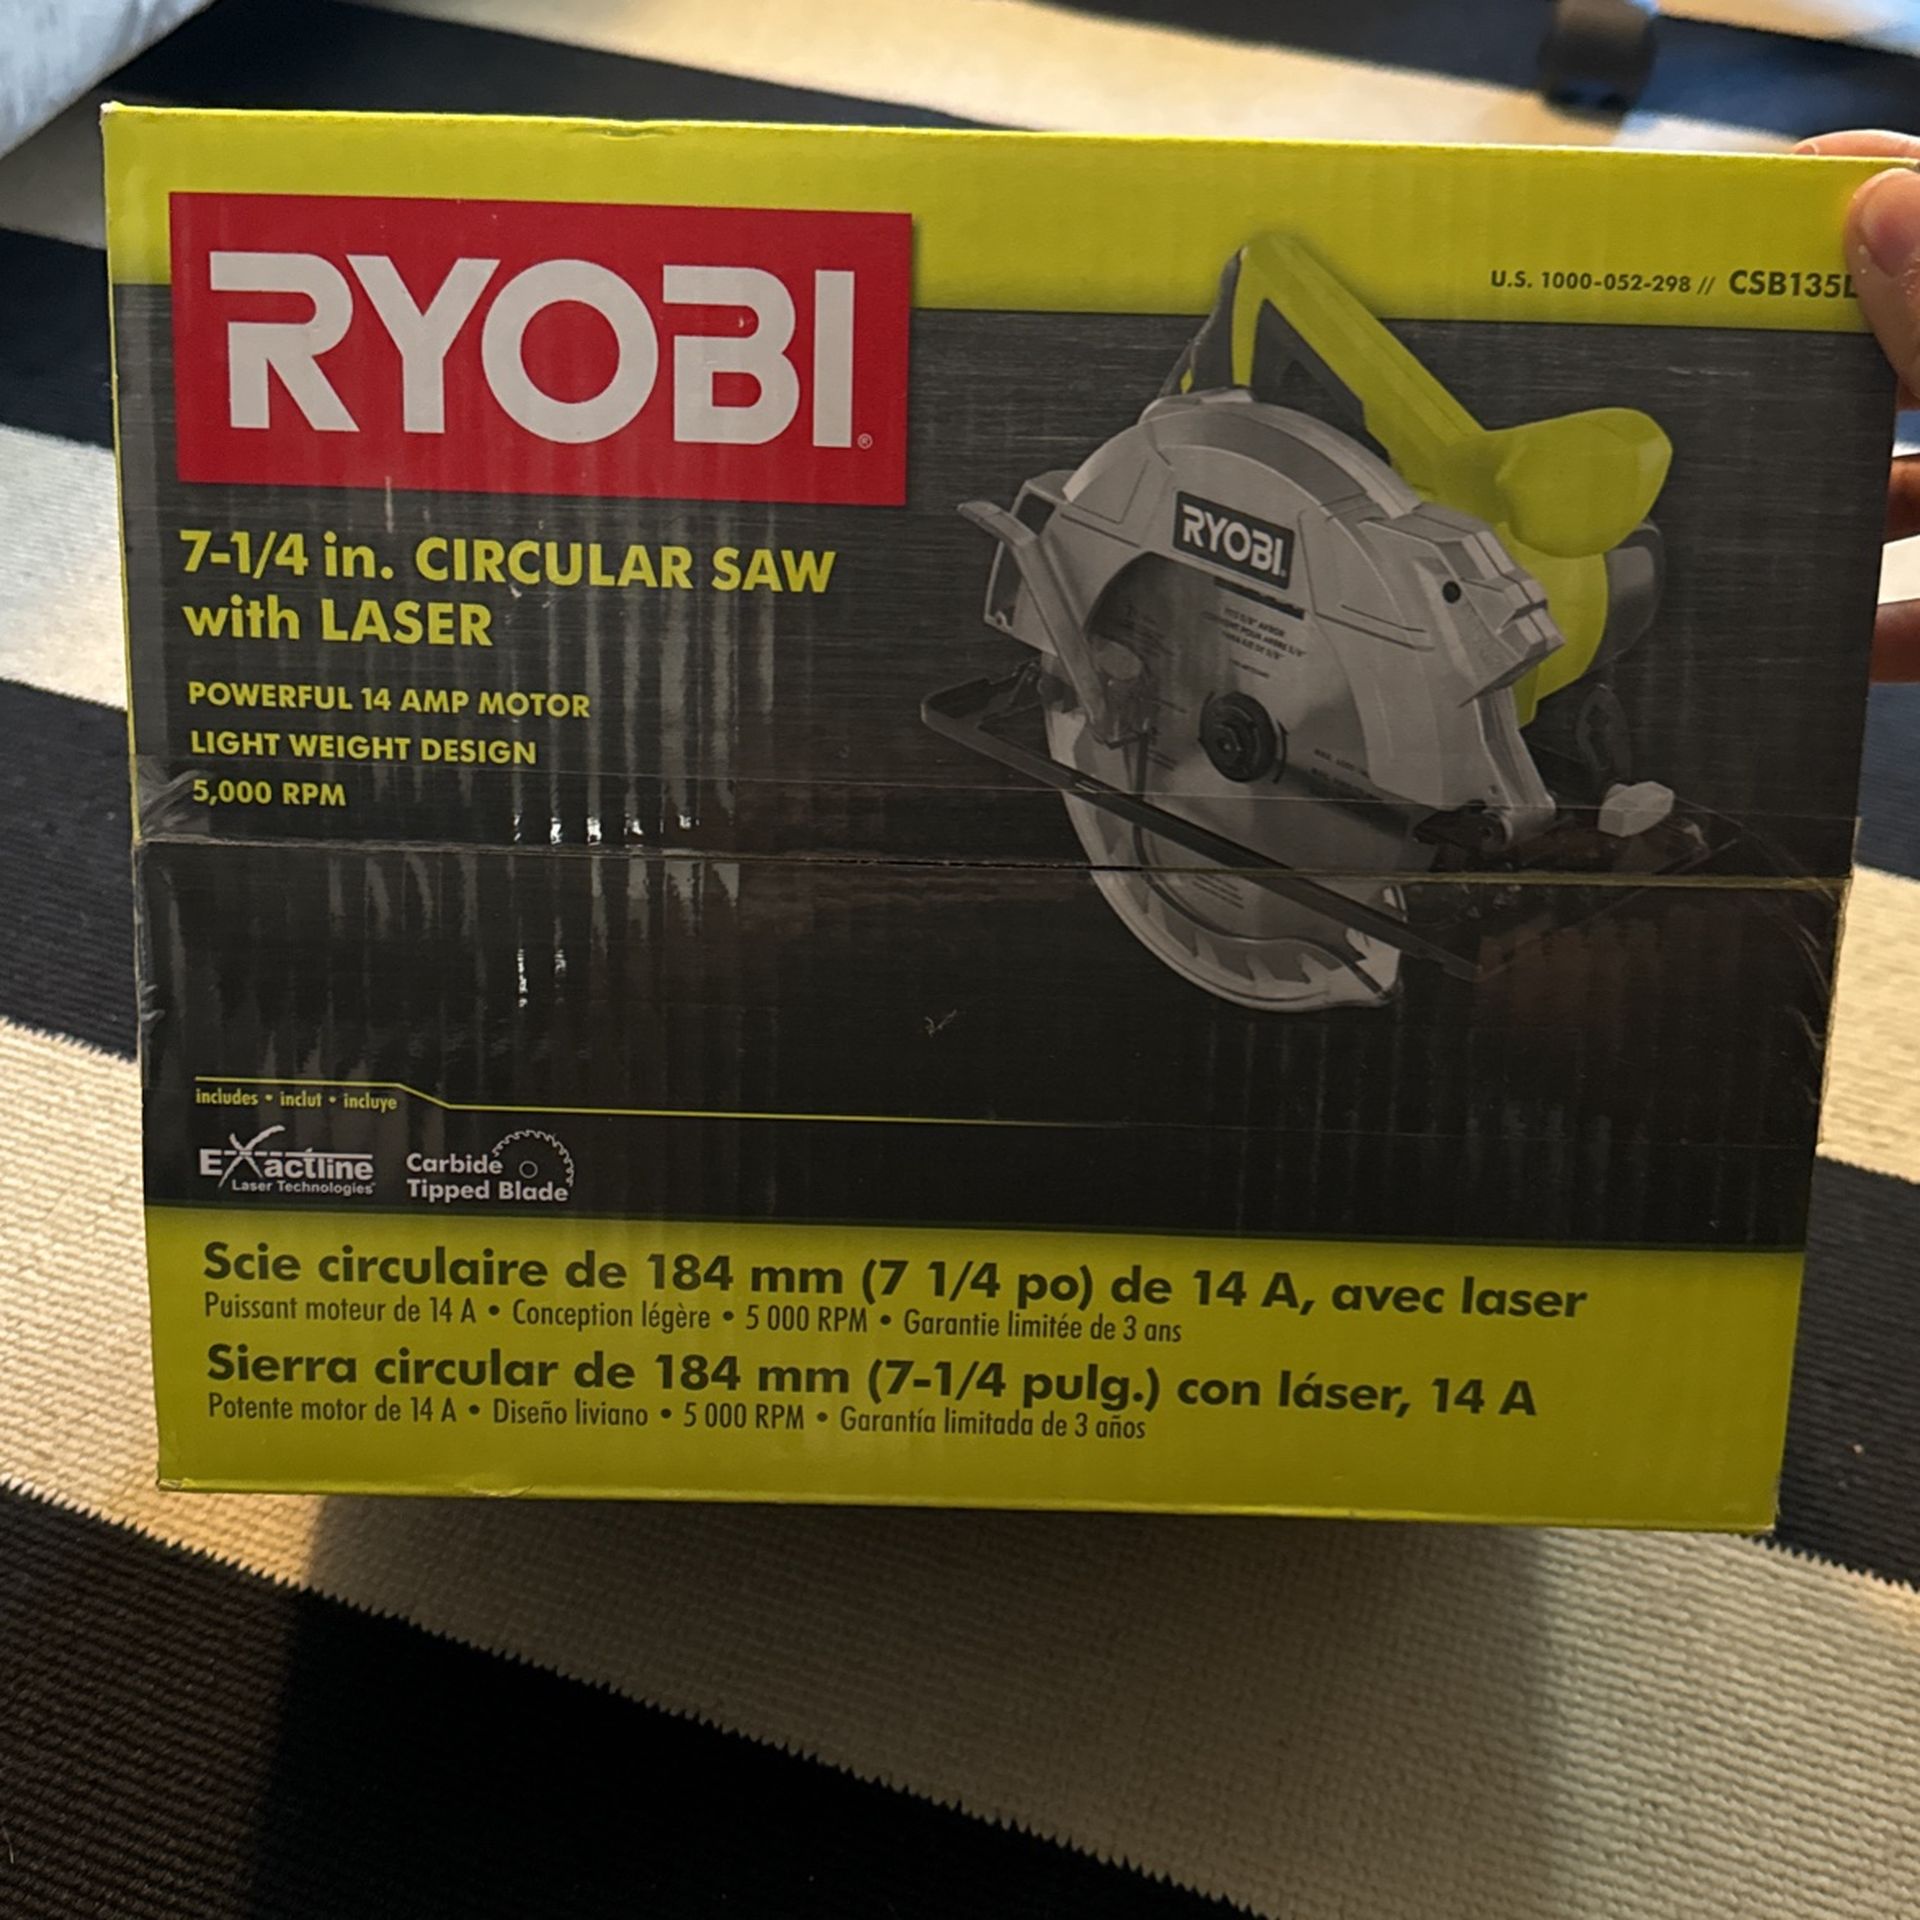 RYOBI®
U.S. 1000-052-298 // CSB135L
7-1/4 in. CIRCULAR SAW
with LASER
POWERFUL 14 AMP MOTOR
LIGHT WEIGHT DESIGN
5,000 RPM
RYOBI
includes • inclut • incluye
Exactline
Laser Technologies
Carbide
Tipped Blade
Scie circulaire de 184 mm (7 1/4 po) de 14 A, avec laser
Puissant moteur de 14 A • Conception légère • 5 000 RPM • Garantie limitée de 3 ans
Sierra circular de 184 mm (7-1/4 pulg.) con láser, 14 A
Potente motor de 14 A • Diseño liviano • 5 000 RPM • Garantía limitada de 3 años